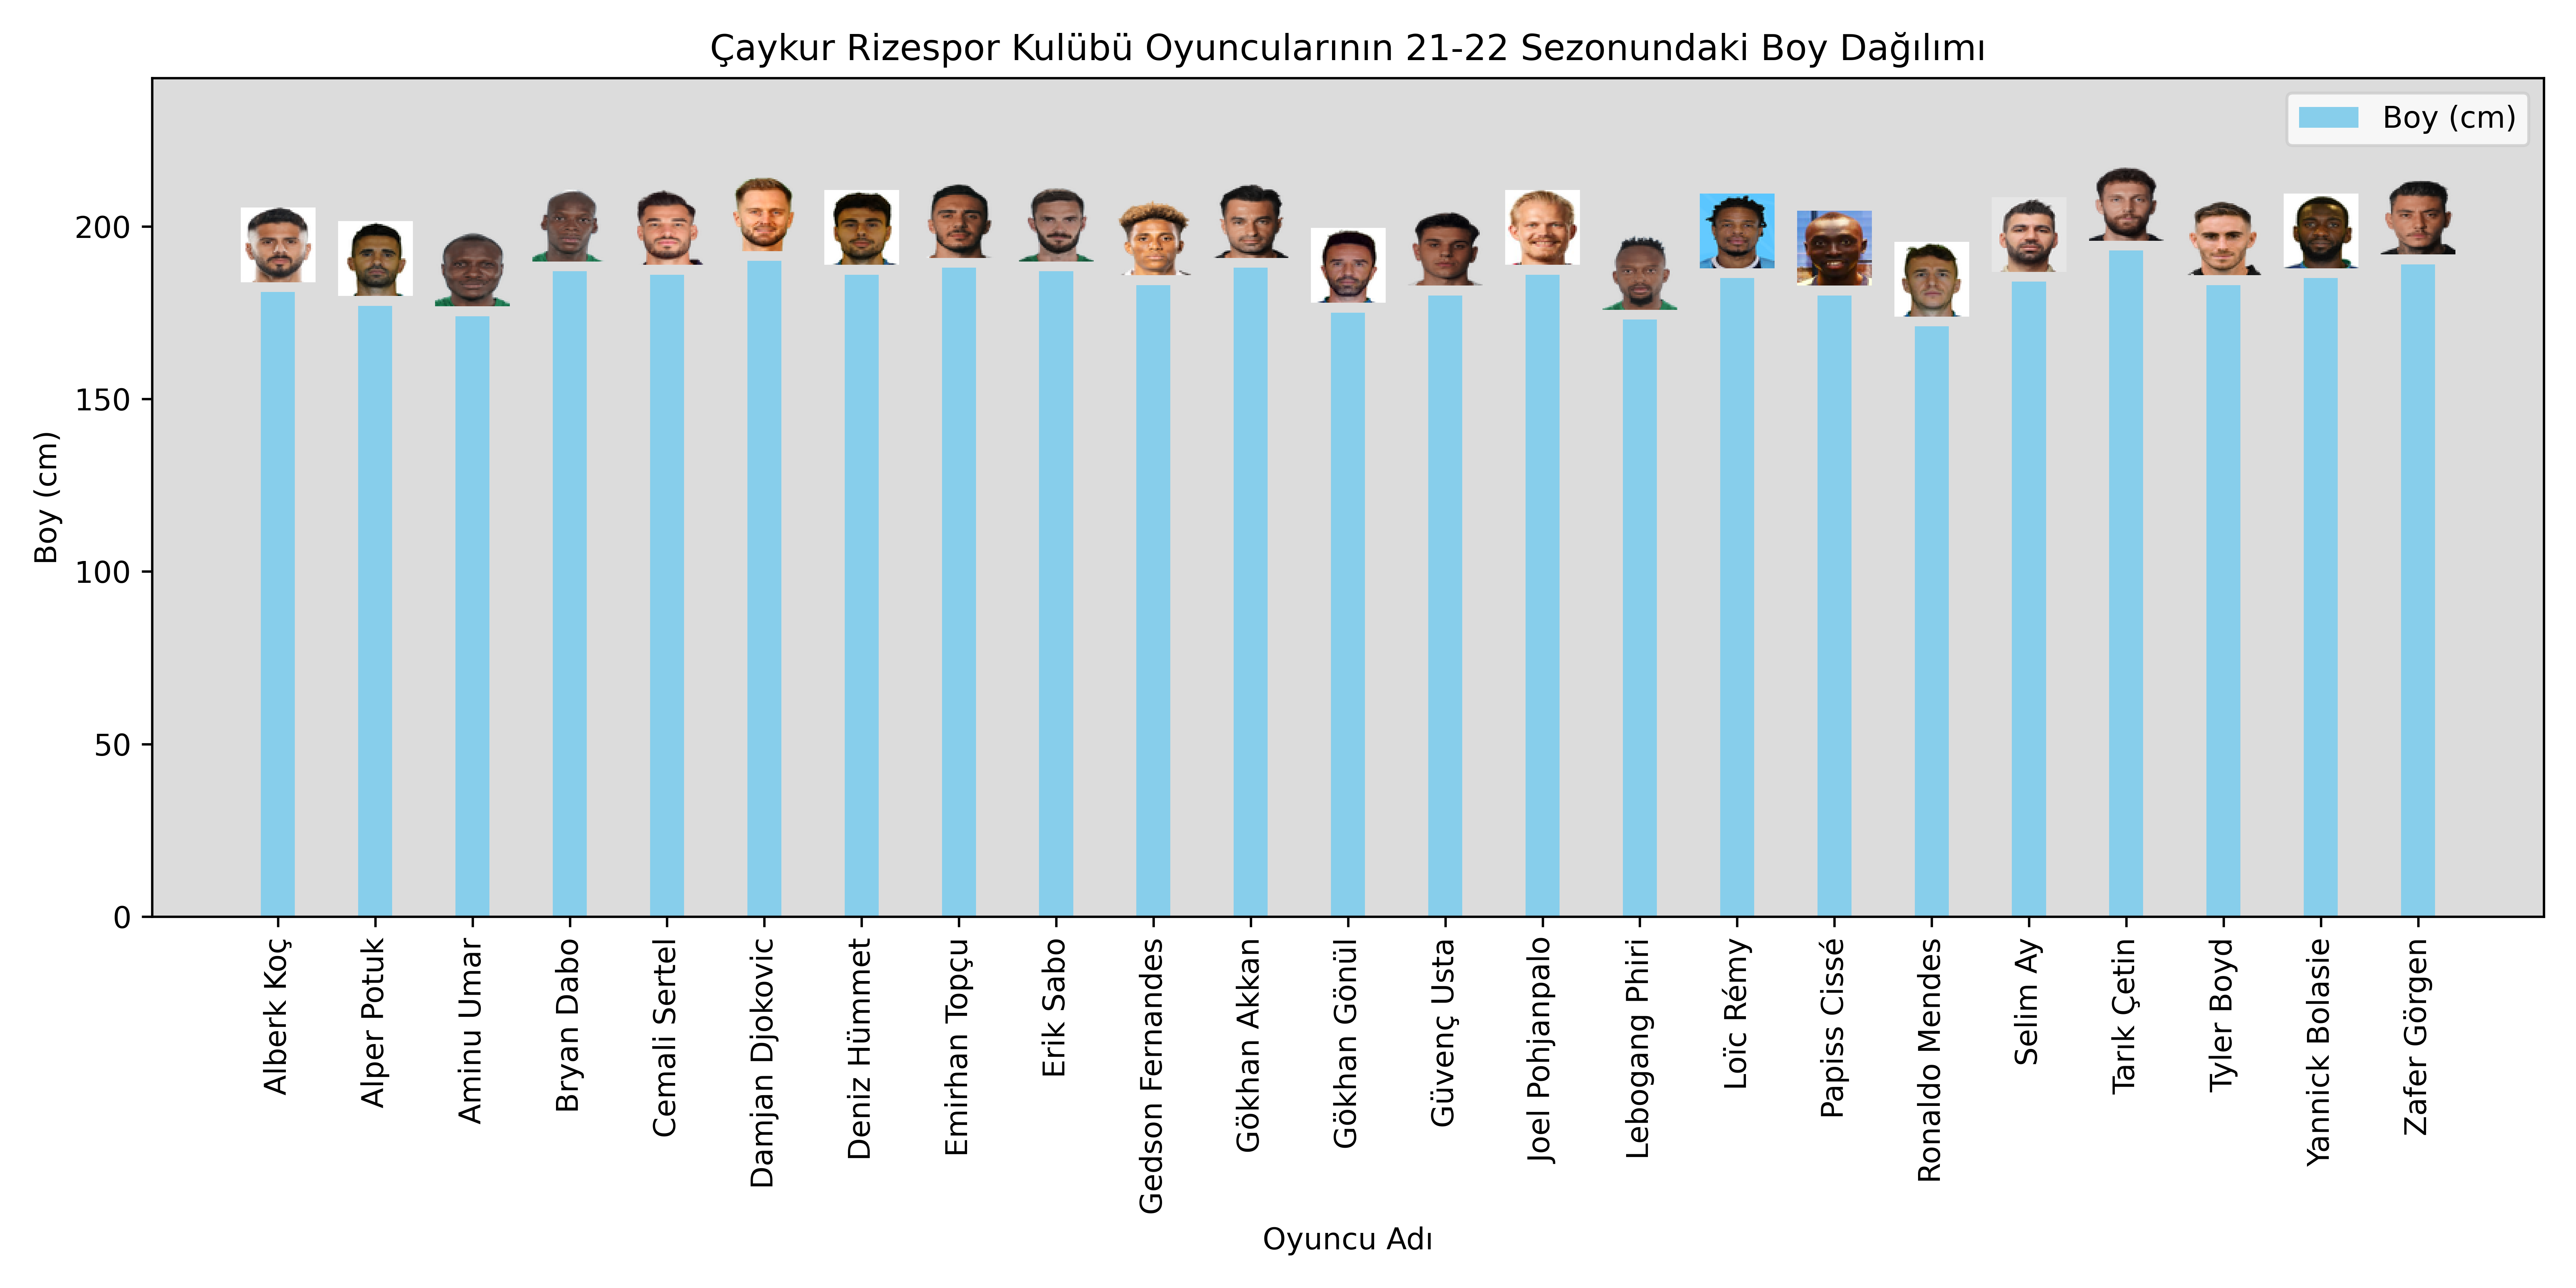 Çaykur Rizespor Kulübü Oyuncularının 21-22 Sezonundaki Boy Dağılımı
Boy (cm)
Boy (cm)
200
150
100
50
0
Alberk Koç
Alper Potuk
Aminu Umar
Bryan Dabo
Cemali Sertel
Damjan Djokovic
Deniz Hümmet
Emirhan Topçu
Erik Sabo
Gedson Fernandes
Gökhan Akkan
Gökhan Gönül
Güvenç Usta
Joel Pohjanpalo
Lebogang Phiri
Loïc Rémy
Papiss Cissé
Ronaldo Mendes
Selim Ay
Tarık Çetin
Tyler Boyd
Yannick Bolasie
Zafer Görgen
Oyuncu Adı